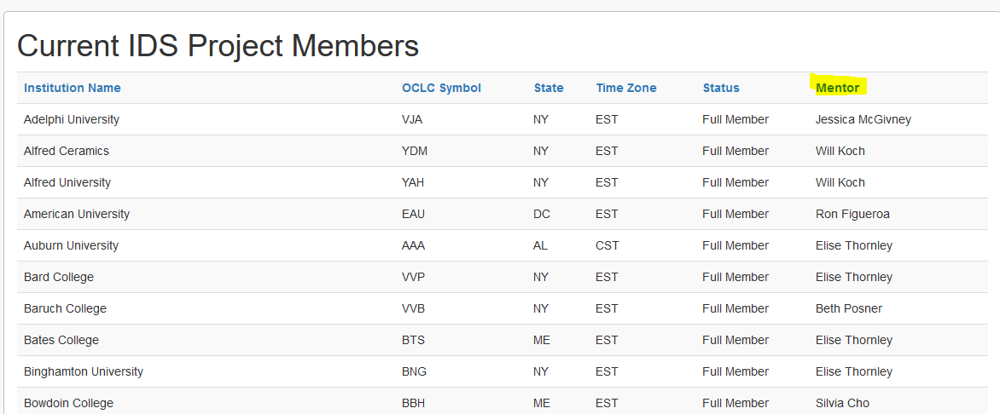 Current IDS Project Members
Institution Name OCLC Symbol State Time Zone Status Mentor
Adelphi University VJA NY EST Full Member Jessica McGivney
Alfred Ceramics YDM NY EST Full Member Will Koch
Alfred University YAH NY EST Full Member Will Koch
American University EAU DC EST Full Member Ron Figueroa
Auburn University AAA AL CST Full Member Elise Thornley
Bard College VVP NY EST Full Member Elise Thornley
Baruch College VVB NY EST Full Member Beth Posner
Bates College BTS ME EST Full Member Elise Thornley
Binghamton University BNG NY EST Full Member Elise Thornley
Bowdoin College BBH ME EST Full Member Silvia Cho